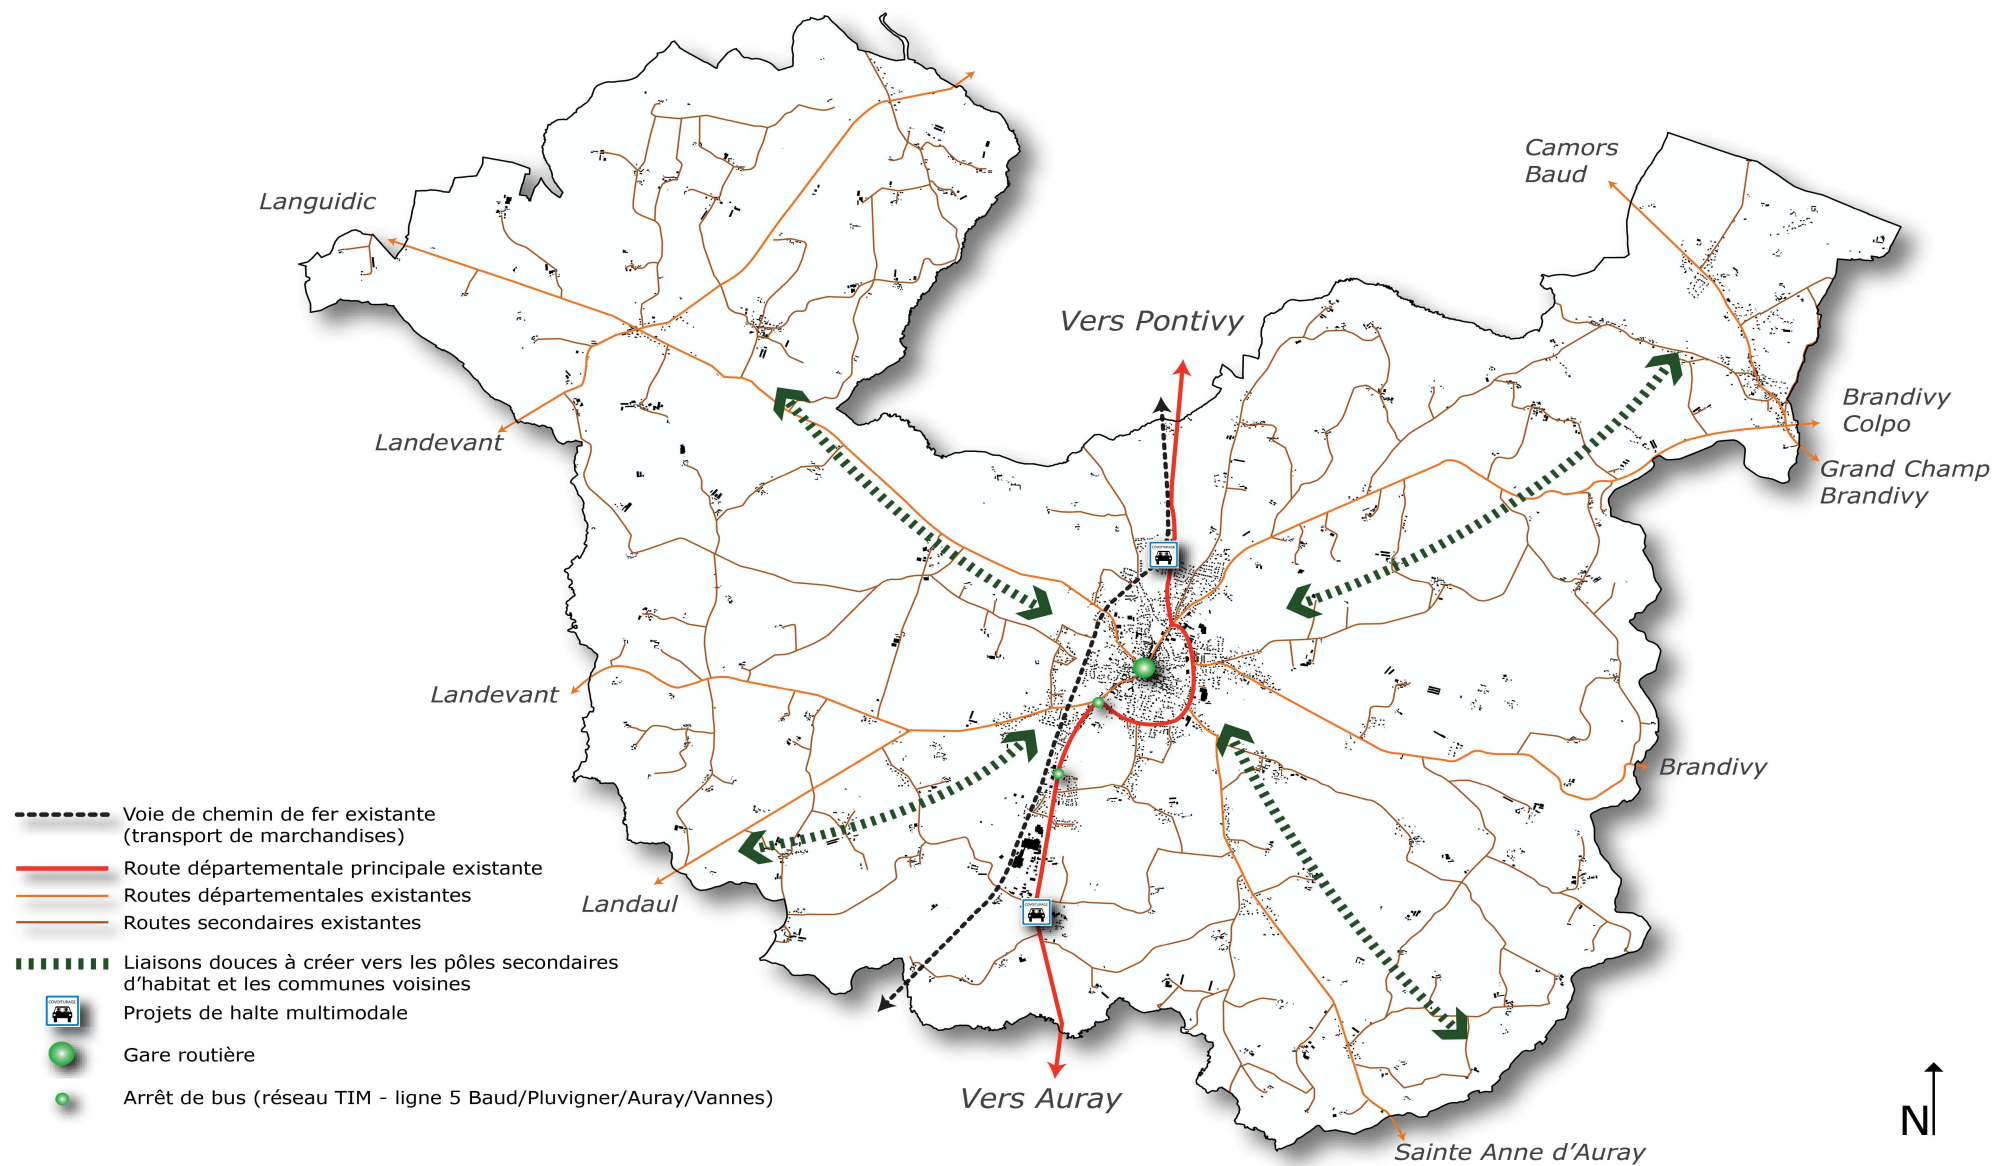 Camors
Baud
Languidic
Vers Pontivy
Brandivy
Colpo
Landevant
Grand Champ
Brandivy
COVOITURAGE
Landevant
Brandivy
Voie de chemin de fer existante
(transport de marchandises)
Route départementale principale existante
Routes départementales existantes
Landaul
COVOITURAGE
Routes secondaires existantes
Liaisons douces à créer vers les pôles secondaires
d'habitat et les communes voisines
COVOITURAGE
Projets de halte multimodale
Gare routière
Arrêt de bus (réseau TIM - ligne 5 Baud/Pluvigner/Auray/Vannes)
Vers Auray
N
Sainte Anne d'Auray